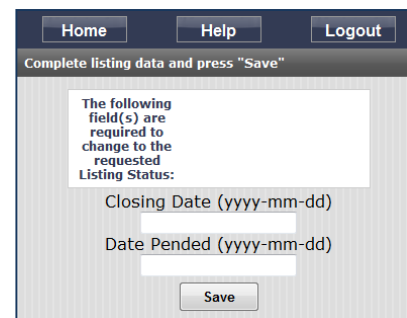 Home Help Logout
Complete listing data and press "Save"
The following
field(s) are
required to
change to the
requested
Listing Status:
Closing Date (yyyy-mm-dd)
Date Pended (yyyy-mm-dd)
Save